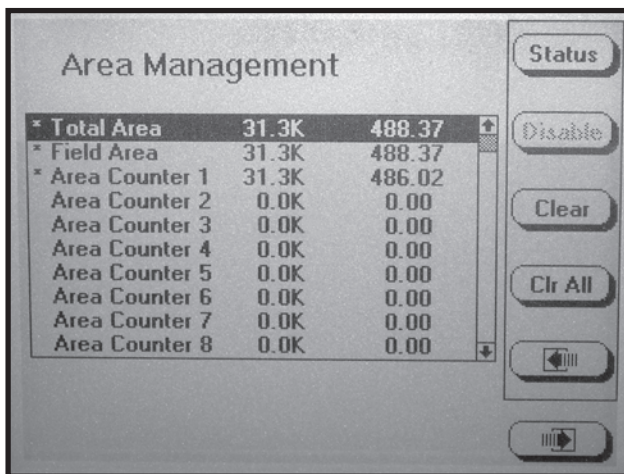 Area Management
* Total Area 31.3K 488.37
* Field Area 31.3K 488.37
* Area Counter 1 31.3K 486.02
Area Counter 2 0.0K 0.00
Area Counter 3 0.0K 0.00
Area Counter 4 0.0K 0.00
Area Counter 5 0.0K 0.00
Area Counter 6 0.0K 0.00
Area Counter 7 0.0K 0.00
Area Counter 8 0.0K 0.00
Status
Disable
Clear
Clr All